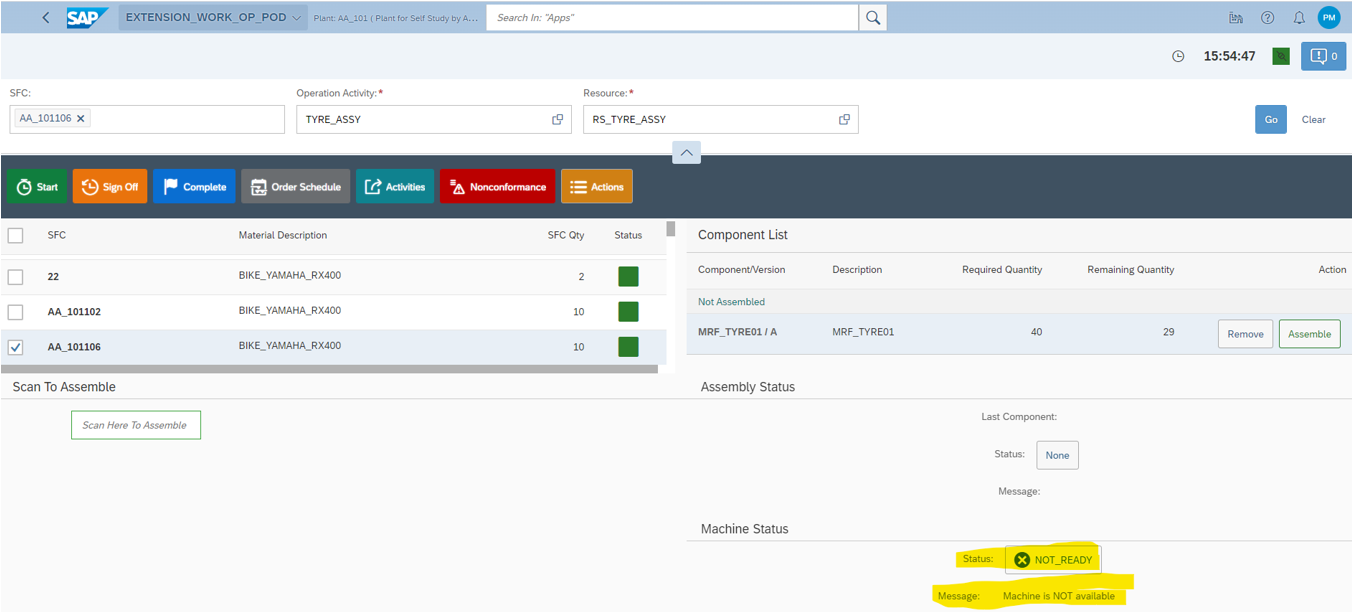 SAP EXTENSION_WORK_OP_POD Plant: AA_101 ( Plant for Self Study by A... Search In: "Apps" PM
15:54:47 0
SFC: Operation Activity:* Resource:*
AA_101106 TYRE_ASSY RS_TYRE_ASSY Go Clear
Start Sign Off Complete Order Schedule Activities Nonconformance Actions
SFC Material Description SFC Qty Status
22 BIKE_YAMAHA_RX400 2
AA_101102 BIKE_YAMAHA_RX400 10
AA_101106 BIKE_YAMAHA_RX400 10
Component List
Component/Version Description Required Quantity Remaining Quantity Action
Not Assembled
MRF_TYRE01 / A MRF_TYRE01 40 29 Remove Assemble
Scan To Assemble
Scan Here To Assemble
Assembly Status
Last Component:
Status: None
Message:
Machine Status
Status: NOT_READY
Message: Machine is NOT available